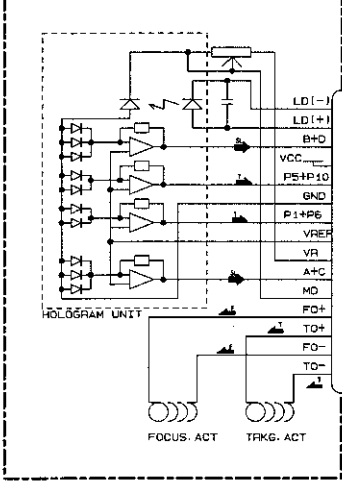 LD(-)
LD(+)
B+D
VCC
P5+P10
GND
P1+P6
VREF
VR
A+C
MD
HOLOGRAM UNIT
FO+
TO+
FO-
TO-
FOCUS.ACT
TRKG.ACT